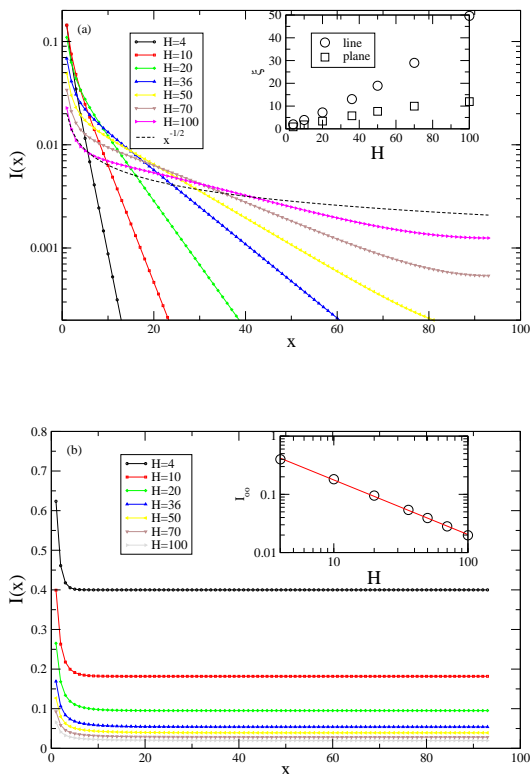 (a)
H=4
H=10
H=20
H=36
H=50
H=70
H=100
x^-1/2
0.1
0.01
0.001
I(x)
0 20 40 60 80 100
x
50
40
30
20
10
0
ξ
line
plane
0 20 40 60 80 100
H
(b)
H=4
H=10
H=20
H=36
H=50
H=70
H=100
0.8
0.7
0.6
0.5
0.4
0.3
0.2
0.1
0
I(x)
0 20 40 60 80 100
x
1
0.1
0.01
I∞
10 100
H